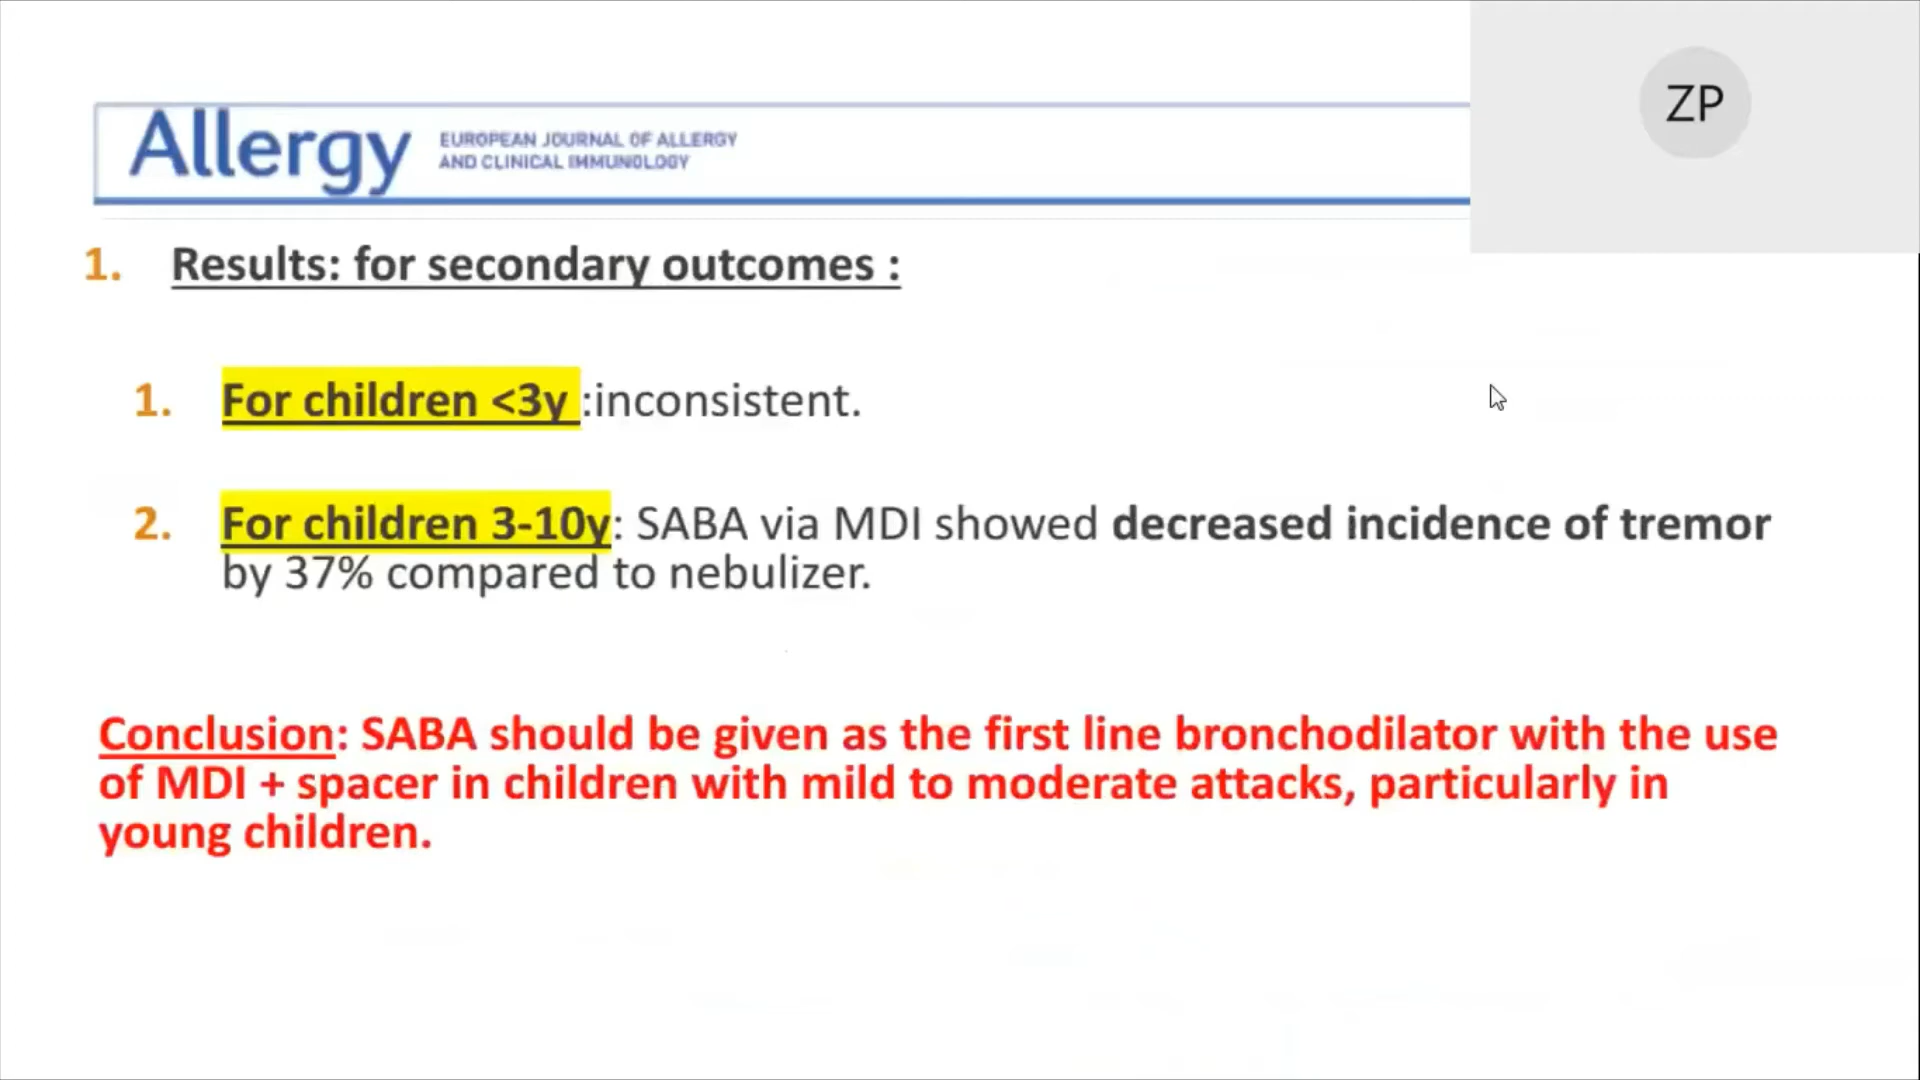 Allergy
EUROPEAN JOURNAL OF ALLERGY
AND CLINICAL IMMUNOLOGY
ZP
1. Results: for secondary outcomes :
1. For children <3y :inconsistent.
2. For children 3-10y: SABA via MDI showed decreased incidence of tremor
by 37% compared to nebulizer.
Conclusion: SABA should be given as the first line bronchodilator with the use
of MDI + spacer in children with mild to moderate attacks, particularly in
young children.